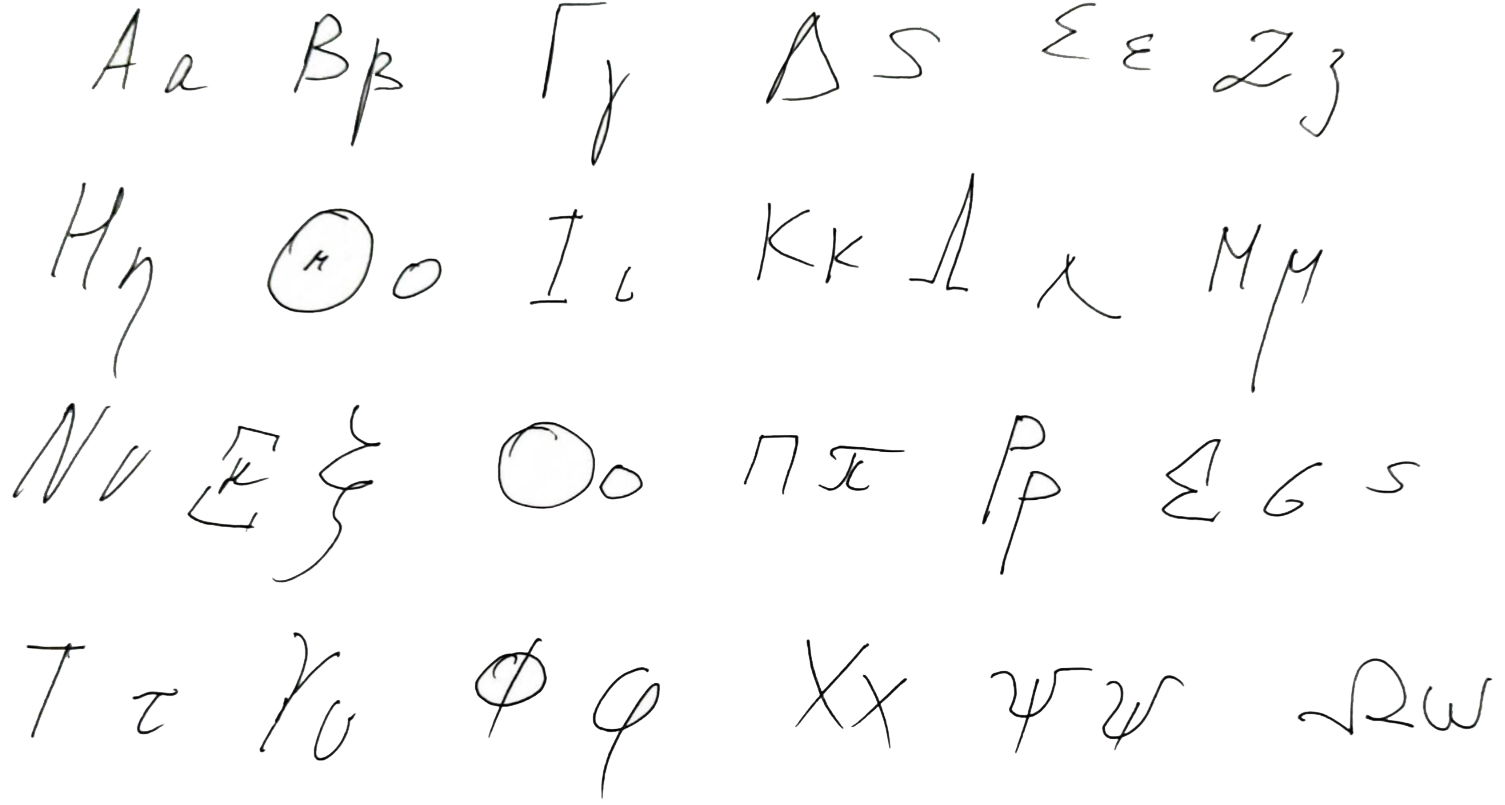 Αα Ββ Γγ Δδ Εε Ζζ
Ηη Θο Ιι Κκ Λλ Μμ
Νν Ξξ Οο Ππ Ρρ Σσς
Ττ Υυ Φφ Χχ Ψψ Ωω